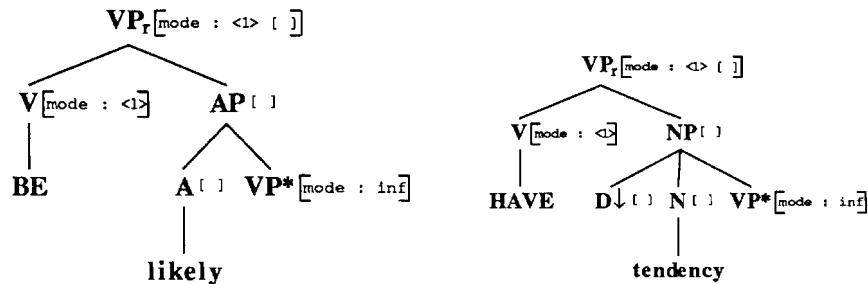 VPr[mode : <1> [ ]]
V[mode : <1>] AP[ ]
BE A[ ] VP*[mode : inf]
likely
VPr[mode : <1> [ ]]
V[mode : <1>] NP[ ]
HAVE D↓[ ] N[ ] VP*[mode : inf]
tendency